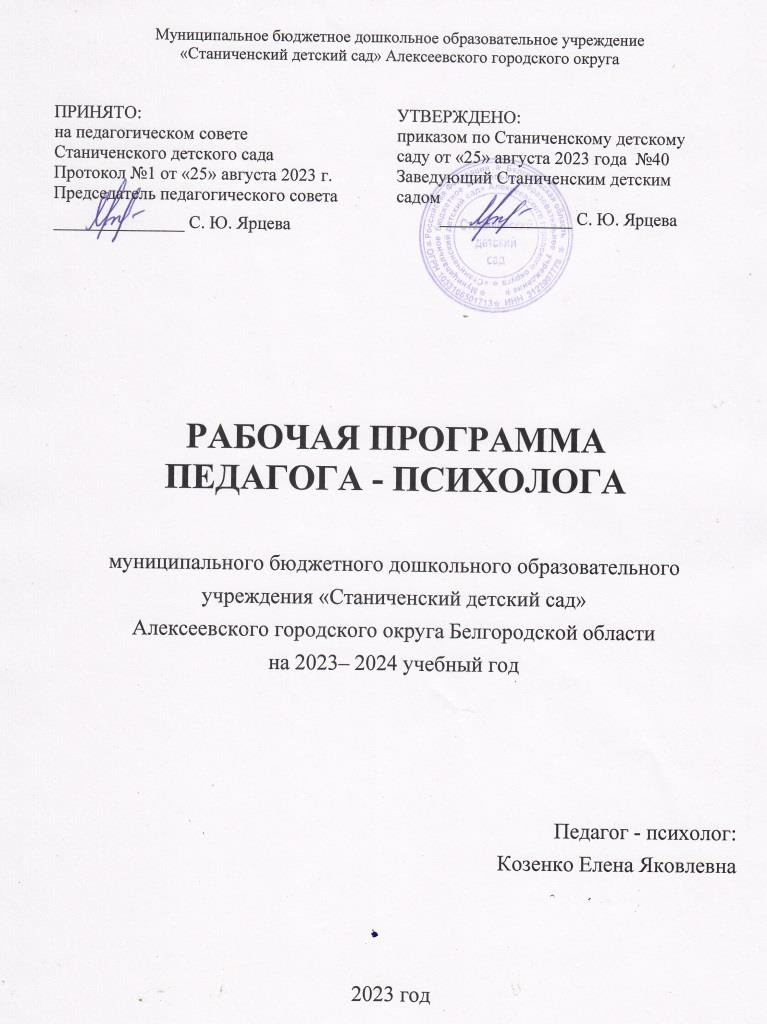 Муниципальное бюджетное дошкольное образовательное учреждение
«Станиченский детский сад» Алексеевского городского округа
ПРИНЯТО:
на педагогическом совете
Станиченского детского сада
Протокол №1 от «25» августа 2023 г.
Председатель педагогического совета
С. Ю. Ярцева
УТВЕРЖДЕНО:
приказом по Станиченскому детскому
саду от «25» августа 2023 года №40
Заведующий Станиченским детским
садом
С. Ю. Ярцева
ДЕТСКИЙ
САД
РАБОЧАЯ ПРОГРАММА
ПЕДАГОГА - ПСИХОЛОГА
муниципального бюджетного дошкольного образовательного
учреждения «Станиченский детский сад»
Алексеевского городского округа Белгородской области
на 2023– 2024 учебный год
Педагог - психолог:
Козенко Елена Яковлевна
2023 год